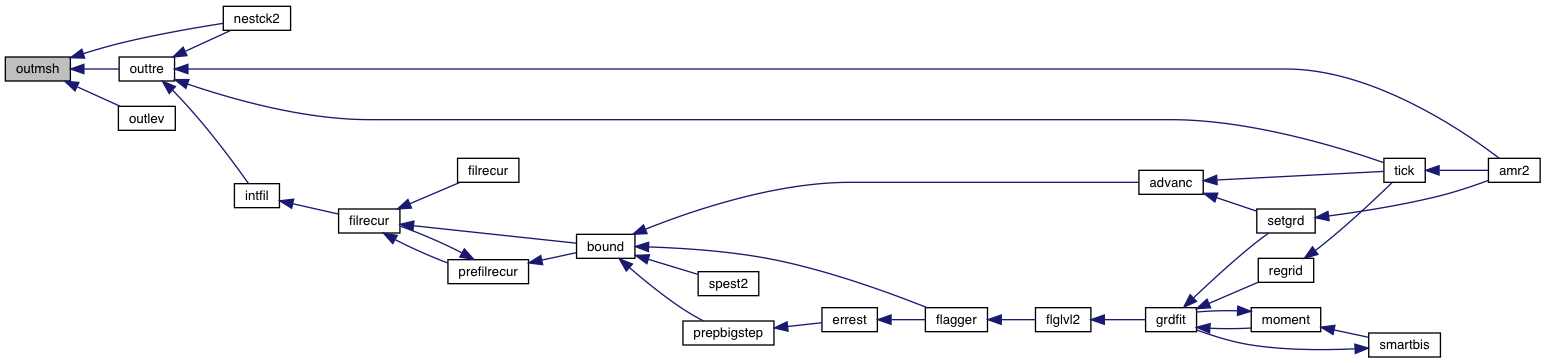 nestck2
outmsh
outtre
outlev
filrecur
tick
amr2
advanc
intfil
filrecur
setgrd
bound
prefilrecur
regrid
spest2
errest
flagger
flglvl2
grdfit
moment
prepbigstep
smartbis